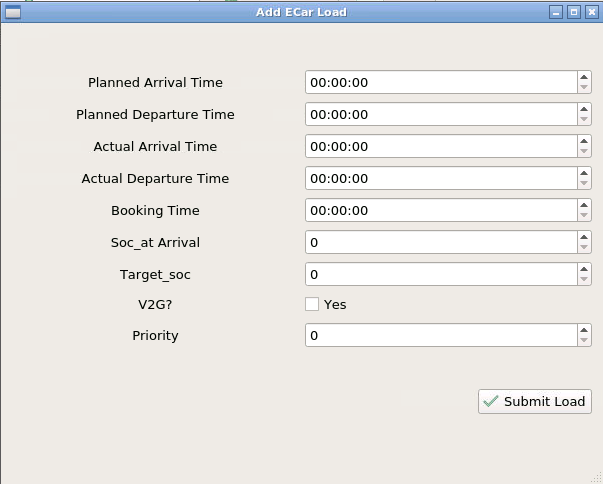 Add ECar Load
Planned Arrival Time 00:00:00
Planned Departure Time 00:00:00
Actual Arrival Time 00:00:00
Actual Departure Time 00:00:00
Booking Time 00:00:00
Soc_at Arrival 0
Target_soc 0
V2G? Yes
Priority 0
Submit Load